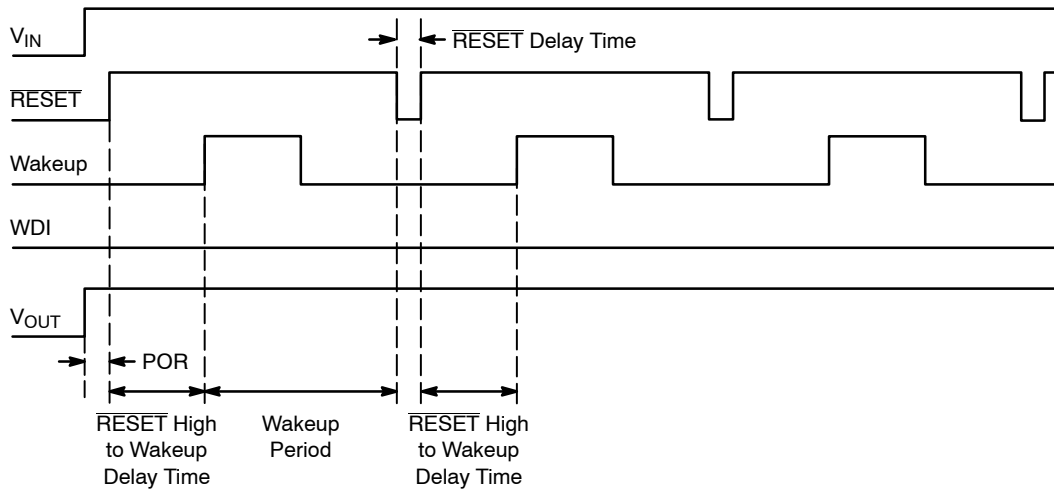 V_IN
RESET Delay Time
RESET
Wakeup
WDI
V_OUT
POR
RESET High
to Wakeup
Delay Time
Wakeup
Period
RESET High
to Wakeup
Delay Time